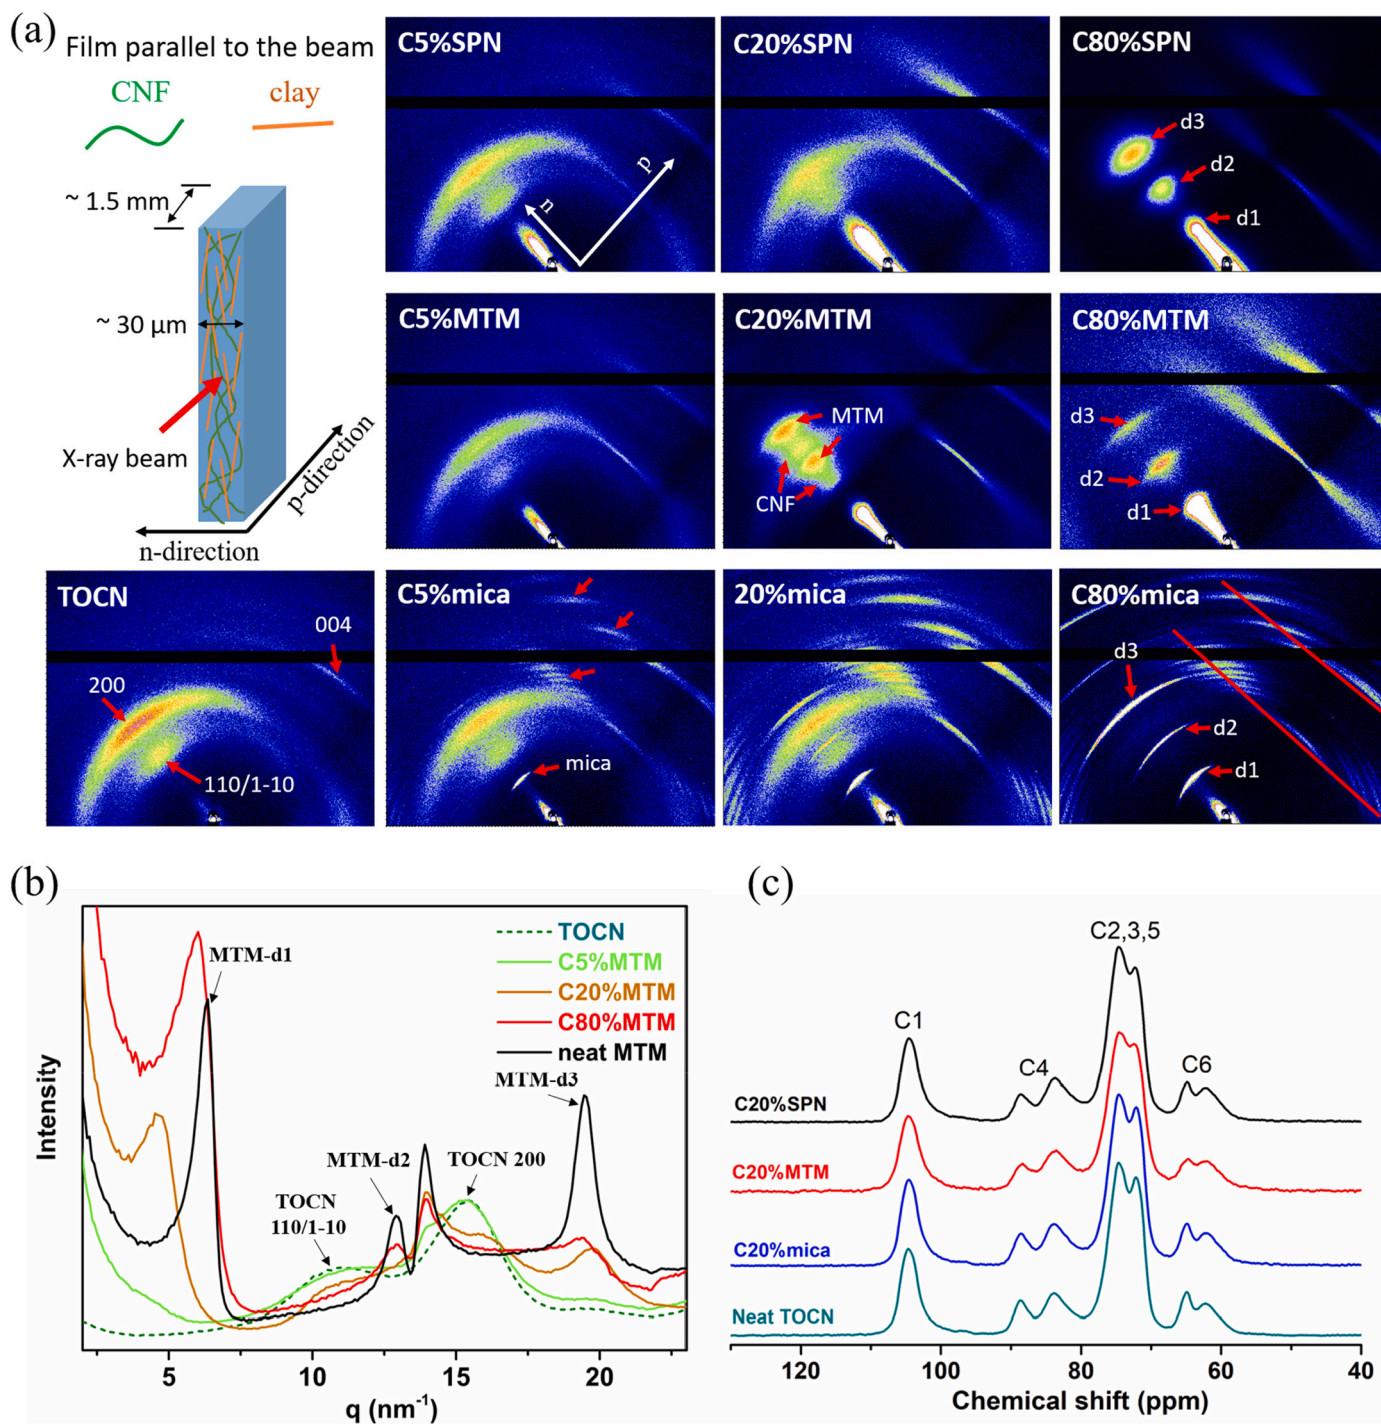 (a)
Film parallel to the beam
CNF
clay
~ 1.5 mm
~ 30 µm
X-ray beam
p-direction
n-direction
C5%SPN
n
p
C20%SPN
C80%SPN
d3
d2
d1
C5%MTM
C20%MTM
MTM
CNF
C80%MTM
d3
d2
d1
TOCN
004
200
110/1-10
C5%mica
mica
20%mica
C80%mica
d3
d2
d1
(b)
MTM-d1
TOCN
C5%MTM
C20%MTM
C80%MTM
neat MTM
MTM-d3
MTM-d2
TOCN 200
TOCN
110/1-10
Intensity
5
10
15
20
q (nm⁻¹)
(c)
C2,3,5
C1
C4
C6
C20%SPN
C20%MTM
C20%mica
Neat TOCN
120
100
80
60
40
Chemical shift (ppm)